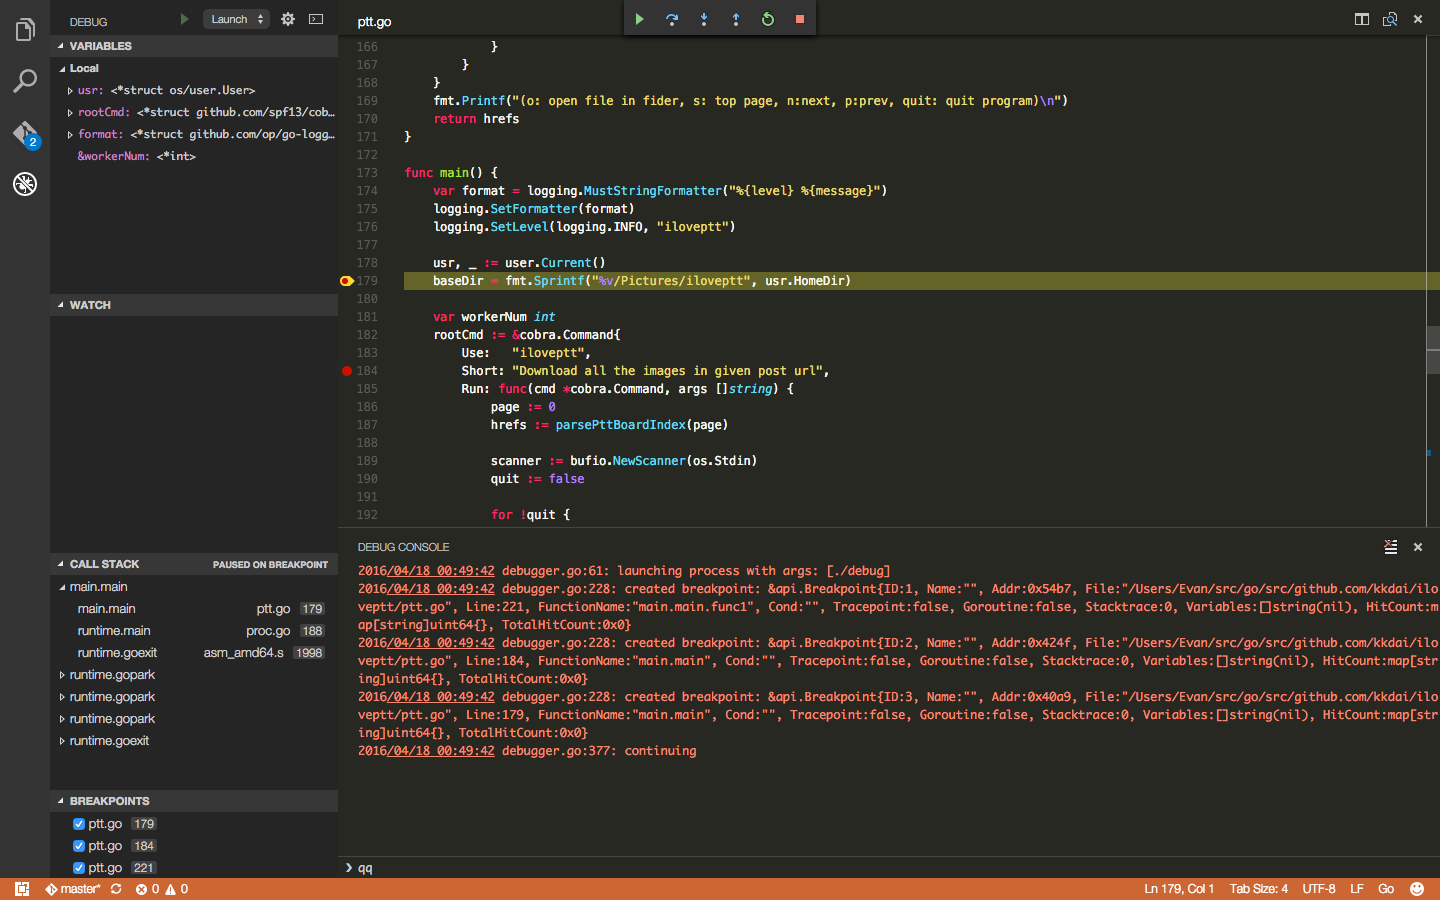 DEBUG
Launch
VARIABLES
Local
usr: <*struct os/user.User>
rootCmd: <*struct github.com/spf13/cob…
format: <*struct github.com/op/go-logg…
&workerNum: <*int>
2
WATCH
CALL STACK PAUSED ON BREAKPOINT
main.main
main.main ptt.go 179
runtime.main proc.go 188
runtime.goexit asm_amd64.s 1998
runtime.gopark
runtime.gopark
runtime.gopark
runtime.goexit
BREAKPOINTS
ptt.go 179
ptt.go 184
ptt.go 221
ptt.go
166 }
167 }
168 }
169 fmt.Printf("(o: open file in fider, s: top page, n:next, p:prev, quit: quit program)\n")
170 return hrefs
171 }
172
173 func main() {
174 var format = logging.MustStringFormatter("%{level} %{message}")
175 logging.SetFormatter(format)
176 logging.SetLevel(logging.INFO, "iloveptt")
177
178 usr, _ := user.Current()
179 baseDir = fmt.Sprintf("%v/Pictures/iloveptt", usr.HomeDir)
180
181 var workerNum int
182 rootCmd := &cobra.Command{
183 Use: "iloveptt",
184 Short: "Download all the images in given post url",
185 Run: func(cmd *cobra.Command, args []string) {
186 page := 0
187 hrefs := parsePttBoardIndex(page)
188
189 scanner := bufio.NewScanner(os.Stdin)
190 quit := false
191
192 for !quit {
DEBUG CONSOLE
2016/04/18 00:49:42 debugger.go:61: launching process with args: [./debug]
2016/04/18 00:49:42 debugger.go:228: created breakpoint: &api.Breakpoint{ID:1, Name:"", Addr:0x54b7, File:"/Users/Evan/src/go/src/github.com/kkdai/ilo
veptt/ptt.go", Line:221, FunctionName:"main.main.func1", Cond:"", Tracepoint:false, Goroutine:false, Stacktrace:0, Variables:[]string(nil), HitCount:m
ap[string]uint64{}, TotalHitCount:0x0}
2016/04/18 00:49:42 debugger.go:228: created breakpoint: &api.Breakpoint{ID:2, Name:"", Addr:0x424f, File:"/Users/Evan/src/go/src/github.com/kkdai/ilo
veptt/ptt.go", Line:184, FunctionName:"main.main", Cond:"", Tracepoint:false, Goroutine:false, Stacktrace:0, Variables:[]string(nil), HitCount:map[str
ing]uint64{}, TotalHitCount:0x0}
2016/04/18 00:49:42 debugger.go:228: created breakpoint: &api.Breakpoint{ID:3, Name:"", Addr:0x40a9, File:"/Users/Evan/src/go/src/github.com/kkdai/ilo
veptt/ptt.go", Line:179, FunctionName:"main.main", Cond:"", Tracepoint:false, Goroutine:false, Stacktrace:0, Variables:[]string(nil), HitCount:map[str
ing]uint64{}, TotalHitCount:0x0}
2016/04/18 00:49:42 debugger.go:377: continuing
qq
master* 0 0 Ln 179, Col 1 Tab Size: 4 UTF-8 LF Go